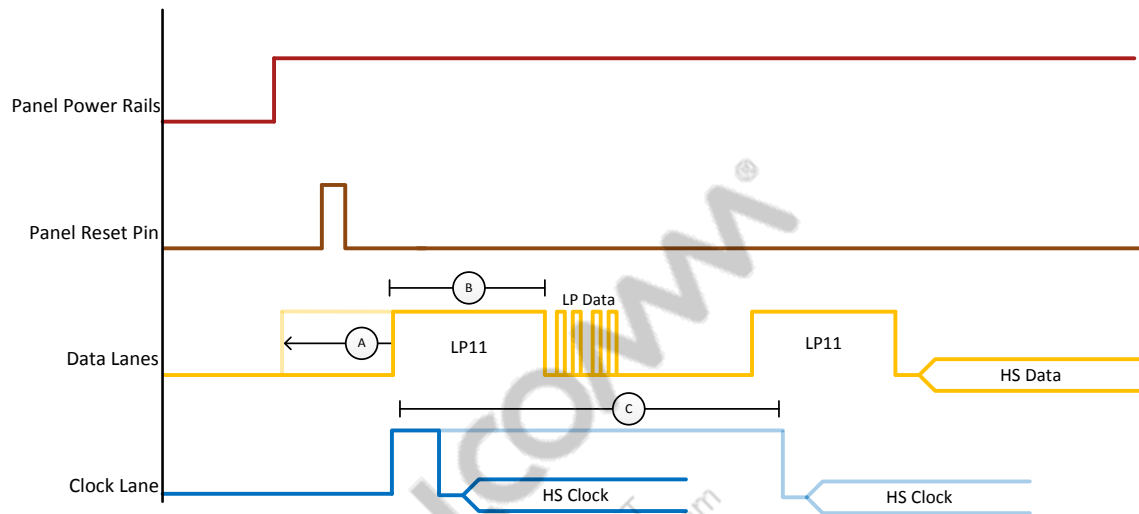 Panel Power Rails
Panel Reset Pin
B
LP Data
A
LP11
LP11
Data Lanes
HS Data
C
Clock Lane
HS Clock
HS Clock